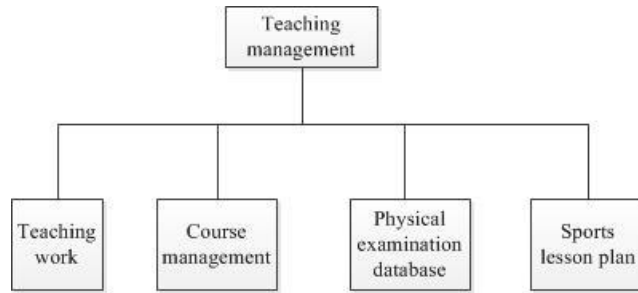 Teaching
management
Teaching
work
Course
management
Physical
examination
database
Sports
lesson plan